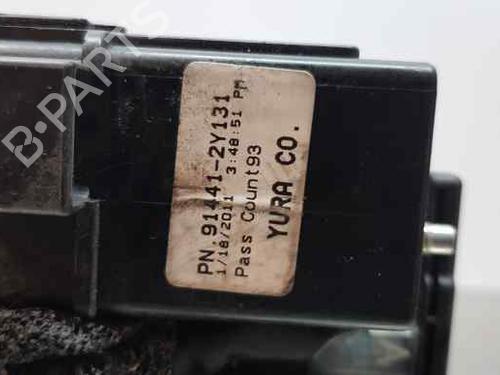 PN.91441-2Y131
1/18/2011 3:48:51 PM
Pass Count93
YURA CO.
B-PARTS